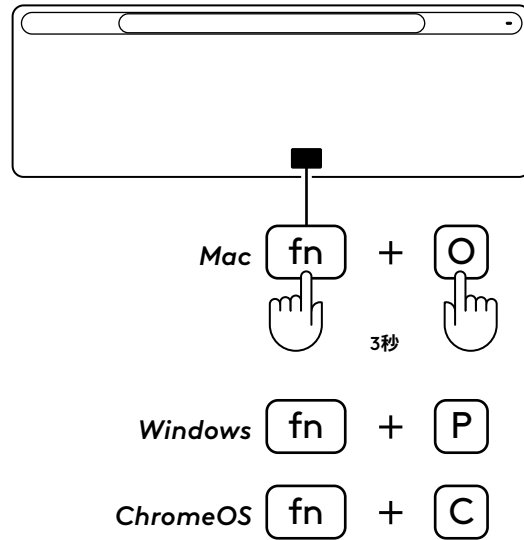 Mac fn + O
3秒
Windows fn + P
ChromeOS fn + C